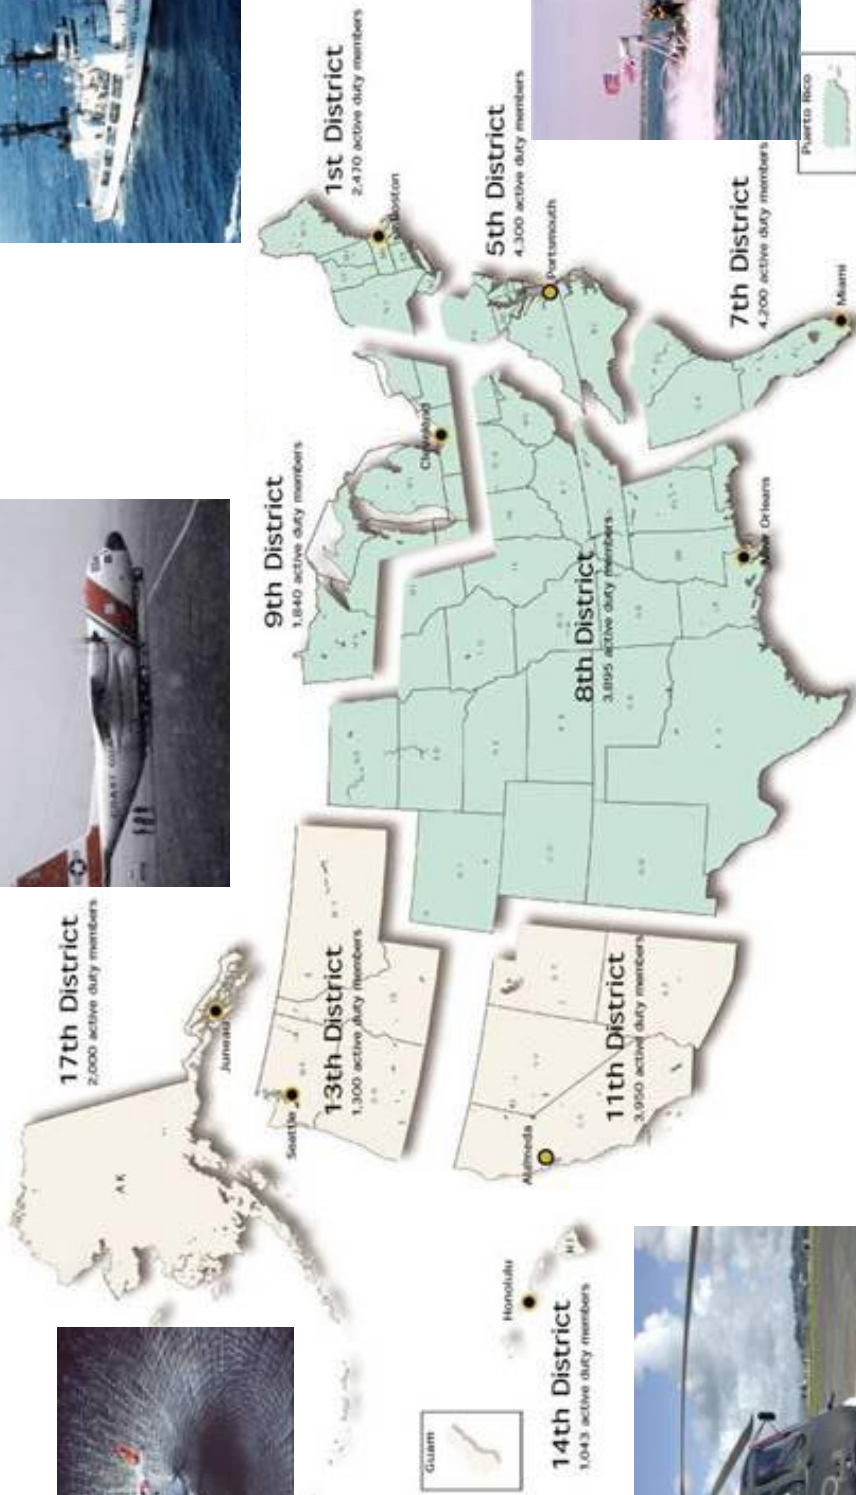 17th District
2,000 active duty members
Juneau
AK
13th District
1,300 active duty members
Seattle
11th District
3,950 active duty members
Alameda
14th District
1,043 active duty members
Honolulu
HI
Guam
9th District
1,840 active duty members
Cleveland
8th District
3,895 active duty members
New Orleans
1st District
2,470 active duty members
Boston
5th District
4,300 active duty members
Portsmouth
7th District
4,200 active duty members
Miami
Puerto Rico